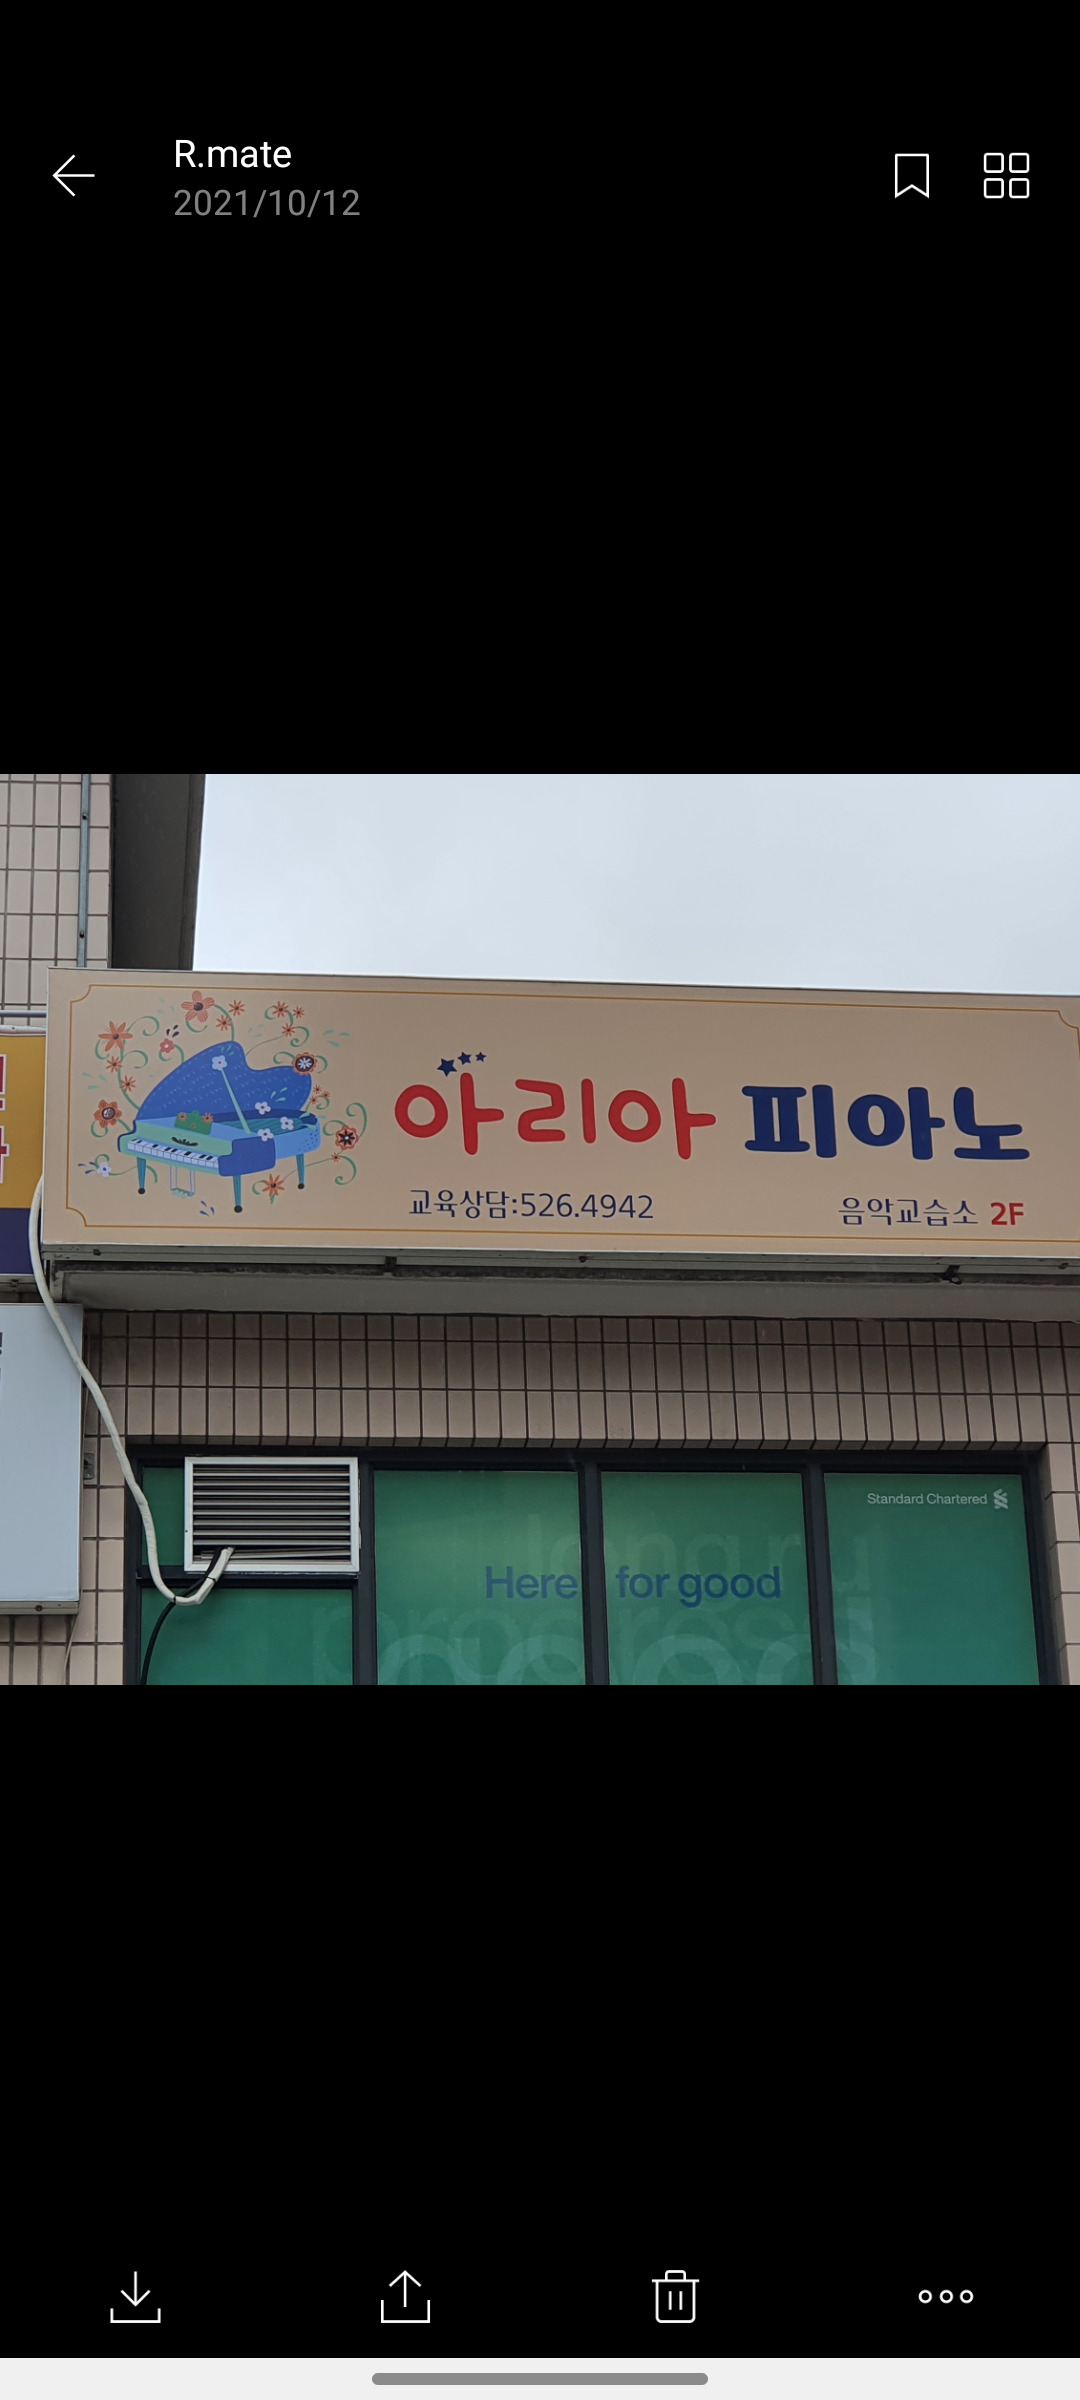 R.mate
2021/10/12
아리아 피아노
교육상담:526.4942
음악교습소 2F
Standard Chartered
Here for good